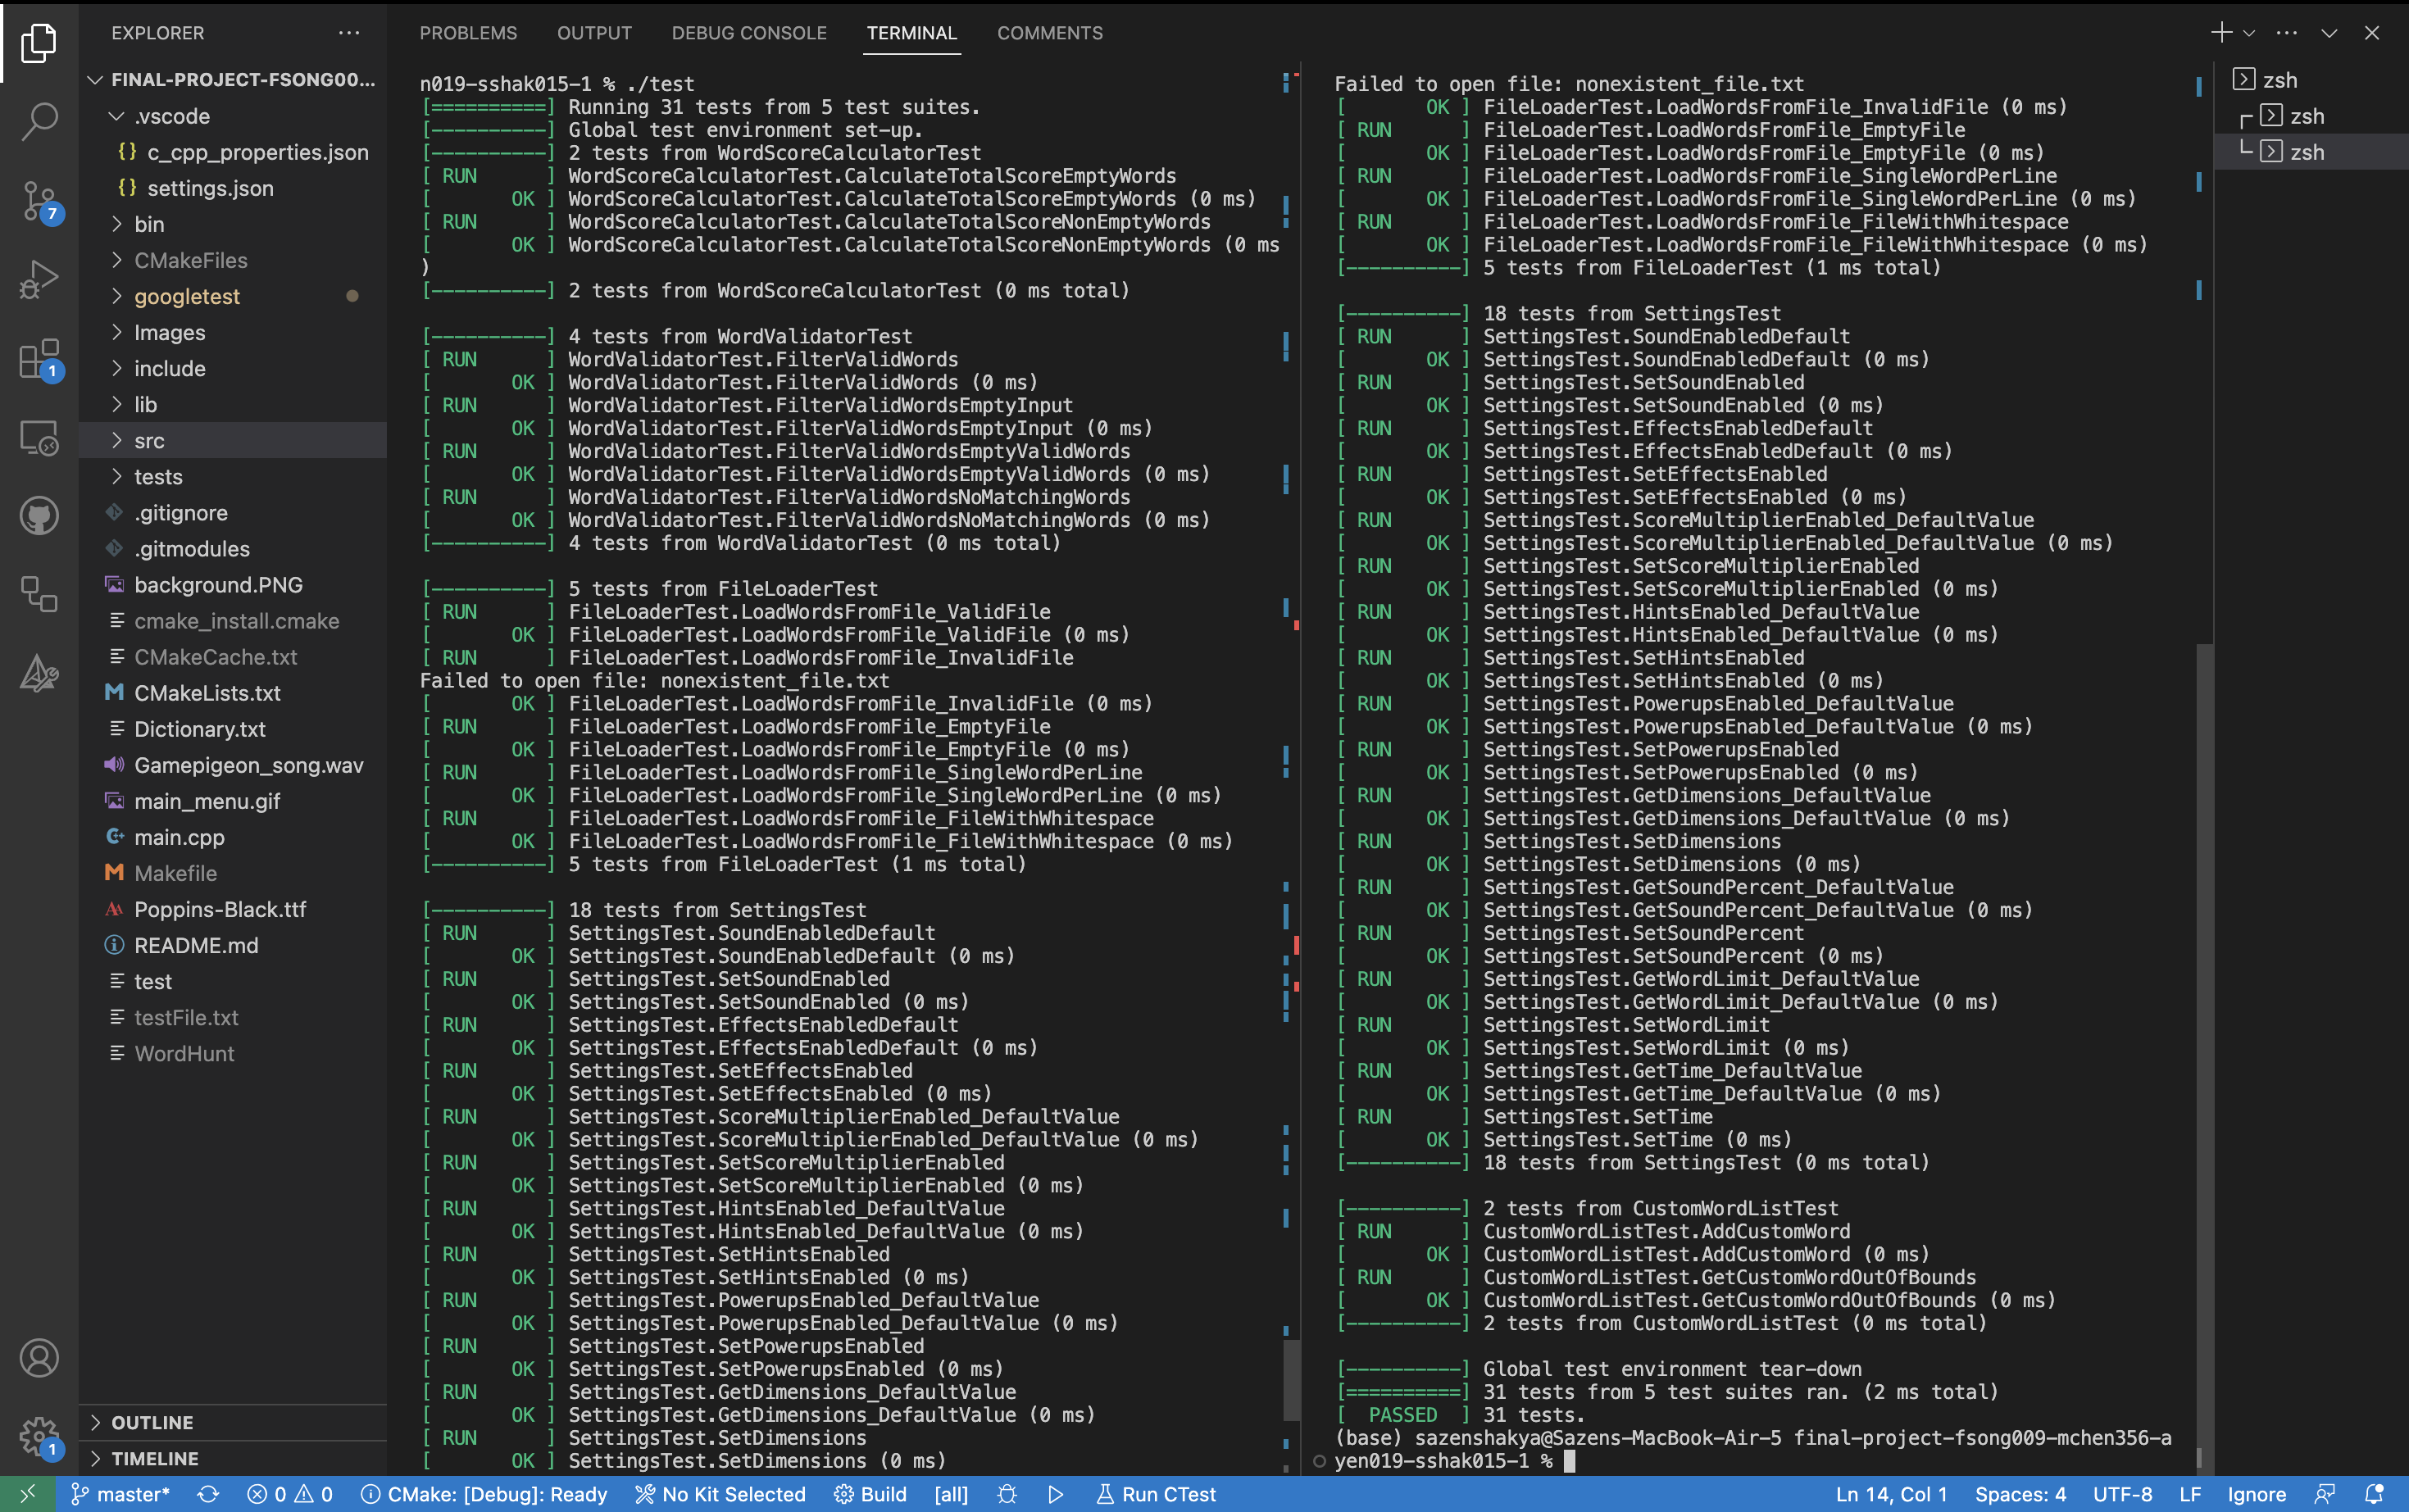 EXPLORER
FINAL-PROJECT-FSONG00...
.vscode
{} c_cpp_properties.json
{} settings.json
bin
CMakeFiles
googletest
Images
include
lib
src
tests
.gitignore
.gitmodules
background.PNG
cmake_install.cmake
CMakeCache.txt
M CMakeLists.txt
Dictionary.txt
Gamepigeon_song.wav
main_menu.gif
main.cpp
M Makefile
Poppins-Black.ttf
README.md
test
testFile.txt
WordHunt
OUTLINE
TIMELINE
7
1
1
PROBLEMS OUTPUT DEBUG CONSOLE TERMINAL COMMENTS
n019-sshak015-1 % ./test
[==========] Running 31 tests from 5 test suites.
[----------] Global test environment set-up.
[----------] 2 tests from WordScoreCalculatorTest
[ RUN      ] WordScoreCalculatorTest.CalculateTotalScoreEmptyWords
[       OK ] WordScoreCalculatorTest.CalculateTotalScoreEmptyWords (0 ms)
[ RUN      ] WordScoreCalculatorTest.CalculateTotalScoreNonEmptyWords
[       OK ] WordScoreCalculatorTest.CalculateTotalScoreNonEmptyWords (0 ms
)
[----------] 2 tests from WordScoreCalculatorTest (0 ms total)
[----------] 4 tests from WordValidatorTest
[ RUN      ] WordValidatorTest.FilterValidWords
[       OK ] WordValidatorTest.FilterValidWords (0 ms)
[ RUN      ] WordValidatorTest.FilterValidWordsEmptyInput
[       OK ] WordValidatorTest.FilterValidWordsEmptyInput (0 ms)
[ RUN      ] WordValidatorTest.FilterValidWordsEmptyValidWords
[       OK ] WordValidatorTest.FilterValidWordsEmptyValidWords (0 ms)
[ RUN      ] WordValidatorTest.FilterValidWordsNoMatchingWords
[       OK ] WordValidatorTest.FilterValidWordsNoMatchingWords (0 ms)
[----------] 4 tests from WordValidatorTest (0 ms total)
[----------] 5 tests from FileLoaderTest
[ RUN      ] FileLoaderTest.LoadWordsFromFile_ValidFile
[       OK ] FileLoaderTest.LoadWordsFromFile_ValidFile (0 ms)
[ RUN      ] FileLoaderTest.LoadWordsFromFile_InvalidFile
Failed to open file: nonexistent_file.txt
[       OK ] FileLoaderTest.LoadWordsFromFile_InvalidFile (0 ms)
[ RUN      ] FileLoaderTest.LoadWordsFromFile_EmptyFile
[       OK ] FileLoaderTest.LoadWordsFromFile_EmptyFile (0 ms)
[ RUN      ] FileLoaderTest.LoadWordsFromFile_SingleWordPerLine
[       OK ] FileLoaderTest.LoadWordsFromFile_SingleWordPerLine (0 ms)
[ RUN      ] FileLoaderTest.LoadWordsFromFile_FileWithWhitespace
[       OK ] FileLoaderTest.LoadWordsFromFile_FileWithWhitespace (0 ms)
[----------] 5 tests from FileLoaderTest (1 ms total)
[----------] 18 tests from SettingsTest
[ RUN      ] SettingsTest.SoundEnabledDefault
[       OK ] SettingsTest.SoundEnabledDefault (0 ms)
[ RUN      ] SettingsTest.SetSoundEnabled
[       OK ] SettingsTest.SetSoundEnabled (0 ms)
[ RUN      ] SettingsTest.EffectsEnabledDefault
[       OK ] SettingsTest.EffectsEnabledDefault (0 ms)
[ RUN      ] SettingsTest.SetEffectsEnabled
[       OK ] SettingsTest.SetEffectsEnabled (0 ms)
[ RUN      ] SettingsTest.ScoreMultiplierEnabled_DefaultValue
[       OK ] SettingsTest.ScoreMultiplierEnabled_DefaultValue (0 ms)
[ RUN      ] SettingsTest.SetScoreMultiplierEnabled
[       OK ] SettingsTest.SetScoreMultiplierEnabled (0 ms)
[ RUN      ] SettingsTest.HintsEnabled_DefaultValue
[       OK ] SettingsTest.HintsEnabled_DefaultValue (0 ms)
[ RUN      ] SettingsTest.SetHintsEnabled
[       OK ] SettingsTest.SetHintsEnabled (0 ms)
[ RUN      ] SettingsTest.PowerupsEnabled_DefaultValue
[       OK ] SettingsTest.PowerupsEnabled_DefaultValue (0 ms)
[ RUN      ] SettingsTest.SetPowerupsEnabled
[       OK ] SettingsTest.SetPowerupsEnabled (0 ms)
[ RUN      ] SettingsTest.GetDimensions_DefaultValue
[       OK ] SettingsTest.GetDimensions_DefaultValue (0 ms)
[ RUN      ] SettingsTest.SetDimensions
[       OK ] SettingsTest.SetDimensions (0 ms)
Failed to open file: nonexistent_file.txt
[       OK ] FileLoaderTest.LoadWordsFromFile_InvalidFile (0 ms)
[ RUN      ] FileLoaderTest.LoadWordsFromFile_EmptyFile
[       OK ] FileLoaderTest.LoadWordsFromFile_EmptyFile (0 ms)
[ RUN      ] FileLoaderTest.LoadWordsFromFile_SingleWordPerLine
[       OK ] FileLoaderTest.LoadWordsFromFile_SingleWordPerLine (0 ms)
[ RUN      ] FileLoaderTest.LoadWordsFromFile_FileWithWhitespace
[       OK ] FileLoaderTest.LoadWordsFromFile_FileWithWhitespace (0 ms)
[----------] 5 tests from FileLoaderTest (1 ms total)
[----------] 18 tests from SettingsTest
[ RUN      ] SettingsTest.SoundEnabledDefault
[       OK ] SettingsTest.SoundEnabledDefault (0 ms)
[ RUN      ] SettingsTest.SetSoundEnabled
[       OK ] SettingsTest.SetSoundEnabled (0 ms)
[ RUN      ] SettingsTest.EffectsEnabledDefault
[       OK ] SettingsTest.EffectsEnabledDefault (0 ms)
[ RUN      ] SettingsTest.SetEffectsEnabled
[       OK ] SettingsTest.SetEffectsEnabled (0 ms)
[ RUN      ] SettingsTest.ScoreMultiplierEnabled_DefaultValue
[       OK ] SettingsTest.ScoreMultiplierEnabled_DefaultValue (0 ms)
[ RUN      ] SettingsTest.SetScoreMultiplierEnabled
[       OK ] SettingsTest.SetScoreMultiplierEnabled (0 ms)
[ RUN      ] SettingsTest.HintsEnabled_DefaultValue
[       OK ] SettingsTest.HintsEnabled_DefaultValue (0 ms)
[ RUN      ] SettingsTest.SetHintsEnabled
[       OK ] SettingsTest.SetHintsEnabled (0 ms)
[ RUN      ] SettingsTest.PowerupsEnabled_DefaultValue
[       OK ] SettingsTest.PowerupsEnabled_DefaultValue (0 ms)
[ RUN      ] SettingsTest.SetPowerupsEnabled
[       OK ] SettingsTest.SetPowerupsEnabled (0 ms)
[ RUN      ] SettingsTest.GetDimensions_DefaultValue
[       OK ] SettingsTest.GetDimensions_DefaultValue (0 ms)
[ RUN      ] SettingsTest.SetDimensions
[       OK ] SettingsTest.SetDimensions (0 ms)
[ RUN      ] SettingsTest.GetSoundPercent_DefaultValue
[       OK ] SettingsTest.GetSoundPercent_DefaultValue (0 ms)
[ RUN      ] SettingsTest.SetSoundPercent
[       OK ] SettingsTest.SetSoundPercent (0 ms)
[ RUN      ] SettingsTest.GetWordLimit_DefaultValue
[       OK ] SettingsTest.GetWordLimit_DefaultValue (0 ms)
[ RUN      ] SettingsTest.SetWordLimit
[       OK ] SettingsTest.SetWordLimit (0 ms)
[ RUN      ] SettingsTest.GetTime_DefaultValue
[       OK ] SettingsTest.GetTime_DefaultValue (0 ms)
[ RUN      ] SettingsTest.SetTime
[       OK ] SettingsTest.SetTime (0 ms)
[----------] 18 tests from SettingsTest (0 ms total)
[----------] 2 tests from CustomWordListTest
[ RUN      ] CustomWordListTest.AddCustomWord
[       OK ] CustomWordListTest.AddCustomWord (0 ms)
[ RUN      ] CustomWordListTest.GetCustomWordOutOfBounds
[       OK ] CustomWordListTest.GetCustomWordOutOfBounds (0 ms)
[----------] 2 tests from CustomWordListTest (0 ms total)
[----------] Global test environment tear-down
[==========] 31 tests from 5 test suites ran. (2 ms total)
[  PASSED  ] 31 tests.
(base) sazenshakya@Sazens-MacBook-Air-5 final-project-fsong009-mchen356-a
yen019-sshak015-1 %
zsh
zsh
zsh
master* 0 0 CMake: [Debug]: Ready No Kit Selected Build [all] Run CTest Ln 14, Col 1 Spaces: 4 UTF-8 LF Ignore